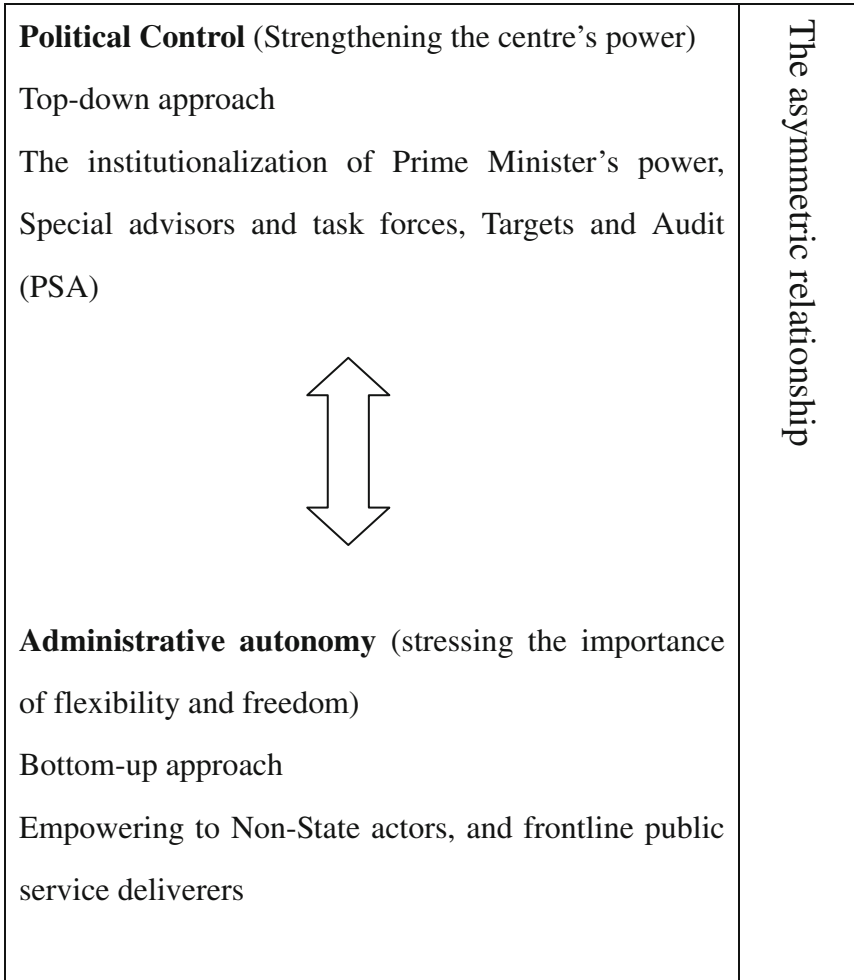 Political Control (Strengthening the centre’s power)
Top-down approach
The institutionalization of Prime Minister’s power,
Special advisors and task forces, Targets and Audit
(PSA)
Administrative autonomy (stressing the importance
of flexibility and freedom)
Bottom-up approach
Empowering to Non-State actors, and frontline public
service deliverers
The asymmetric relationship